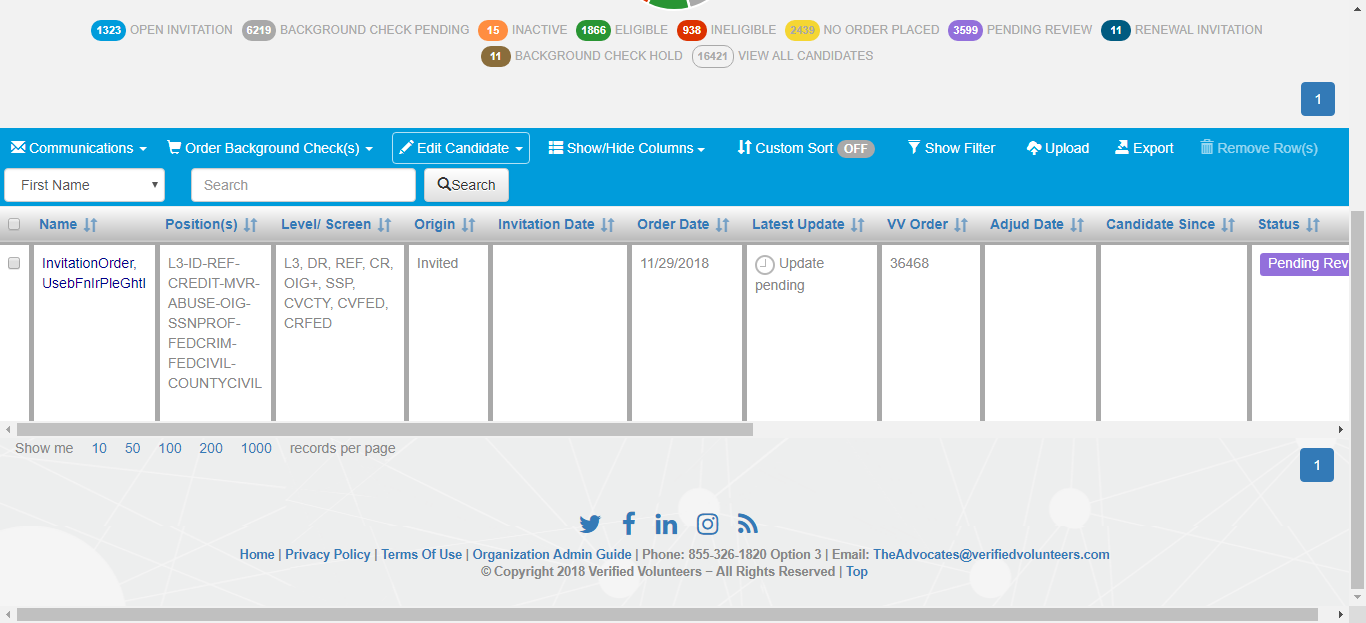 1323 OPEN INVITATION 6219 BACKGROUND CHECK PENDING 15 INACTIVE 1866 ELIGIBLE 938 INELIGIBLE 2439 NO ORDER PLACED 3599 PENDING REVIEW 11 RENEWAL INVITATION
11 BACKGROUND CHECK HOLD 16421 VIEW ALL CANDIDATES
1
Communications Order Background Check(s) Edit Candidate Show/Hide Columns Custom Sort OFF Show Filter Upload Export Remove Row(s)
First Name Search Search
Name Position(s) Level/ Screen Origin Invitation Date Order Date Latest Update VV Order Adjud Date Candidate Since Status
InvitationOrder,
UsebFnIrPleGhtI
L3-ID-REF-
CREDIT-MVR-
ABUSE-OIG-
SSNPROF-
FEDCRIM-
FEDCIVIL-
COUNTYCIVIL
L3, DR, REF, CR,
OIG+, SSP,
CVCTY, CVFED,
CRFED
Invited
11/29/2018
Update
pending
36468
Pending Rev
Show me 10 50 100 200 1000 records per page
1
Home | Privacy Policy | Terms Of Use | Organization Admin Guide | Phone: 855-326-1820 Option 3 | Email: TheAdvocates@verifiedvolunteers.com
© Copyright 2018 Verified Volunteers – All Rights Reserved | Top